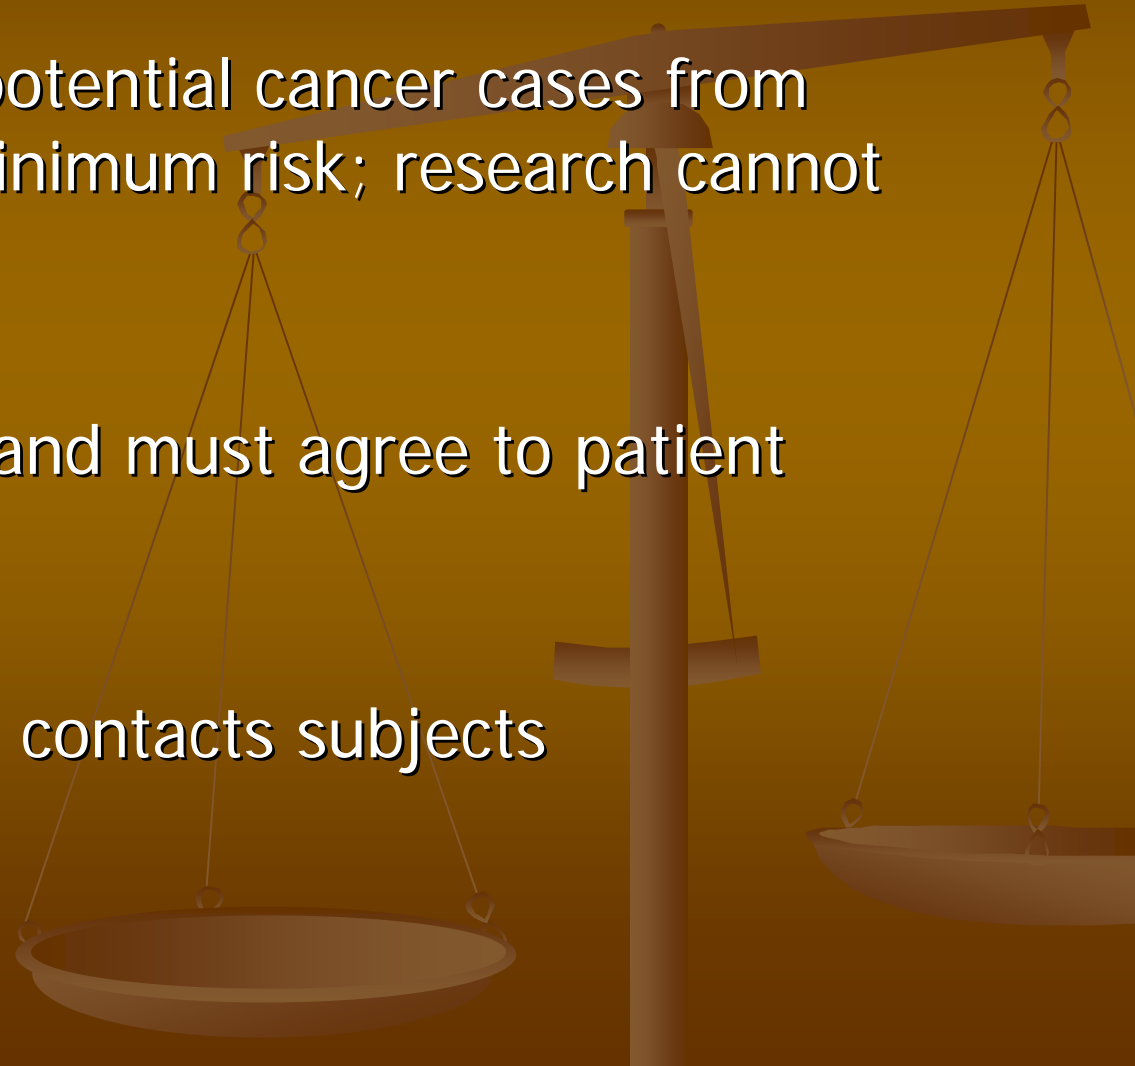 potential cancer cases from
inimum risk; research cannot
and must agree to patient
contacts subjects